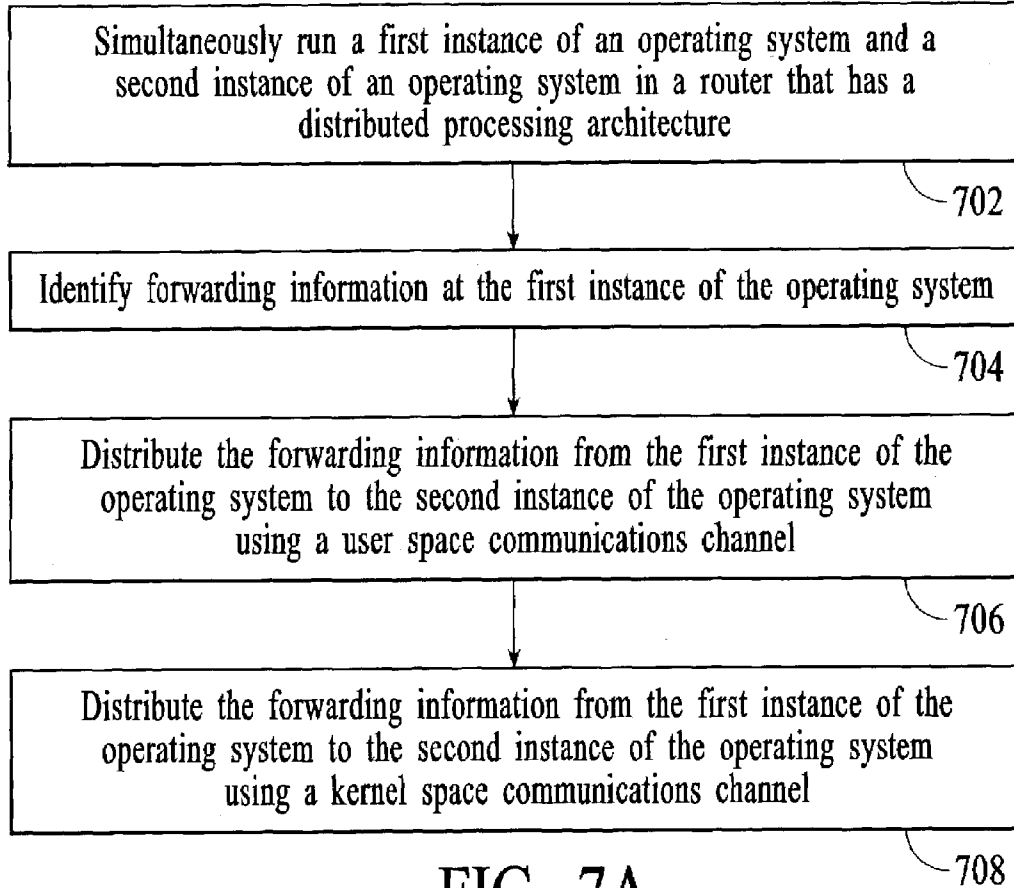 Simultaneously run a first instance of an operating system and a
second instance of an operating system in a router that has a
distributed processing architecture
702
Identify forwarding information at the first instance of the operating system
704
Distribute the forwarding information from the first instance of the
operating system to the second instance of the operating system
using a user space communications channel
706
Distribute the forwarding information from the first instance of the
operating system to the second instance of the operating system
using a kernel space communications channel
708
FIG. 7A